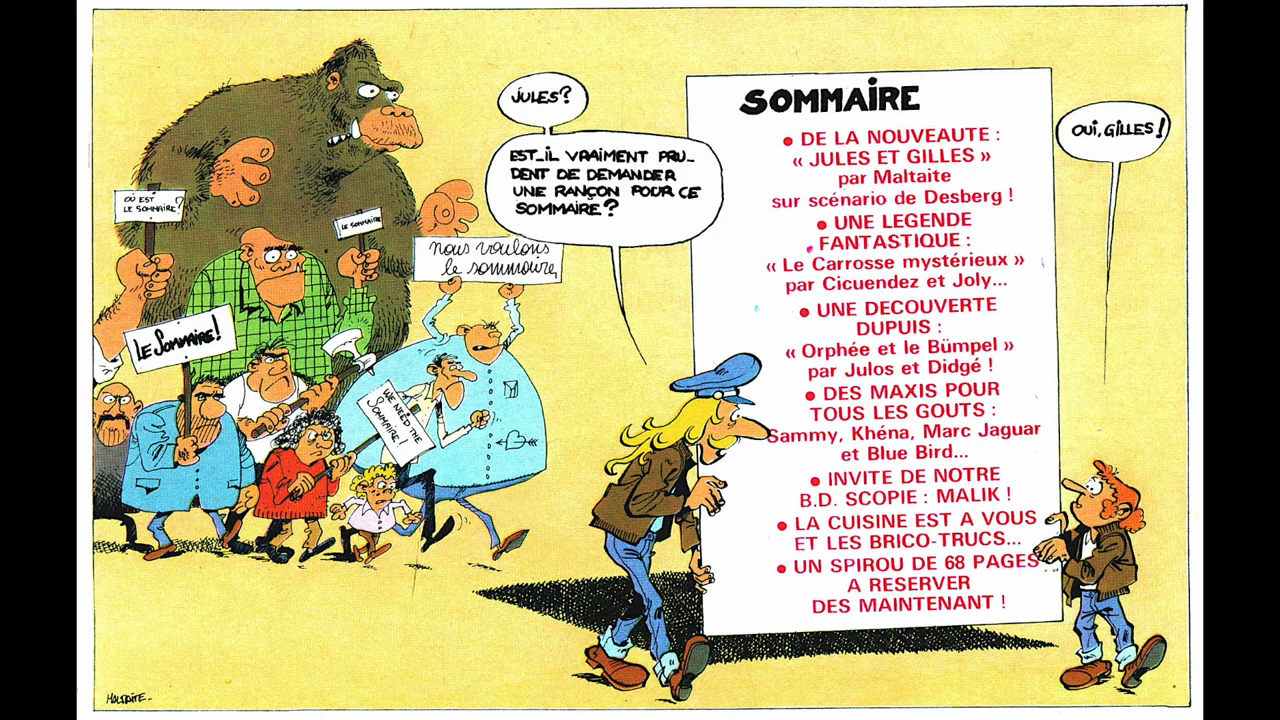 JULES?
EST-IL VRAIMENT PRU-
DENT DE DEMANDER
UNE RANÇON POUR CE
SOMMAIRE?
OUI, GILLES!
OÙ EST
LE SOMMAIRE?
LE SOMMAIRE
nous voulons
le sommaire
LE SOMMAIRE!
WE NEED THE
SOMMAIRE!
SOMMAIRE
• DE LA NOUVEAUTE :
« JULES ET GILLES »
par Maltaite
sur scénario de Desberg !
• UNE LEGENDE
FANTASTIQUE :
« Le Carrosse mystérieux »
par Cicuendez et Joly...
• UNE DECOUVERTE
DUPUIS :
« Orphée et le Bümpel »
par Julos et Didgé !
• DES MAXIS POUR
TOUS LES GOUTS :
Sammy, Khéna, Marc Jaguar
et Blue Bird...
• INVITE DE NOTRE
B.D. SCOPIE : MALIK !
• LA CUISINE EST A VOUS
ET LES BRICO-TRUCS...
• UN SPIROU DE 68 PAGES
A RESERVER
DES MAINTENANT !
MALTAITE-